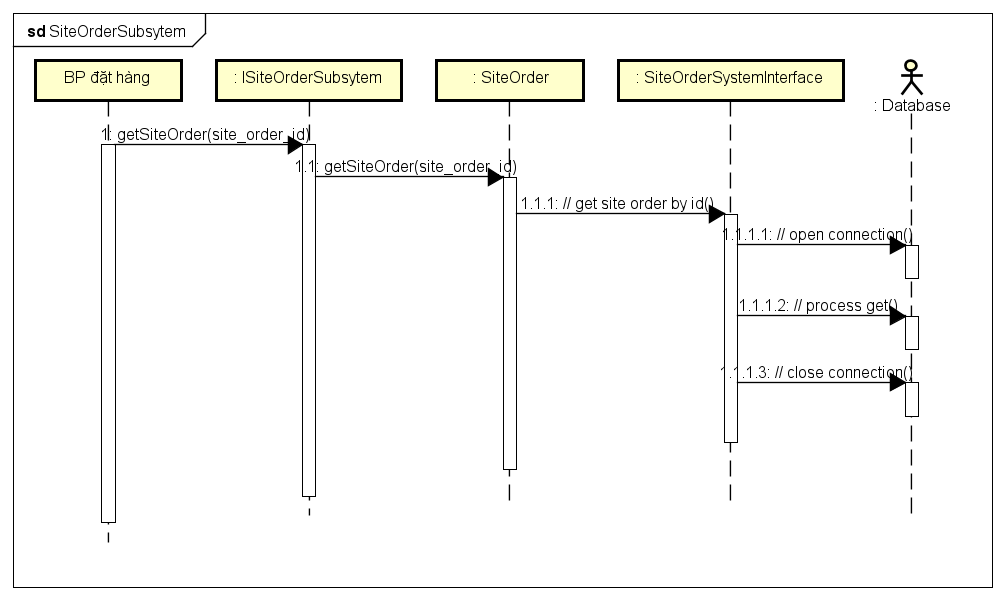 sd SiteOrderSubsytem
BP đặt hàng
: ISiteOrderSubsytem
: SiteOrder
: SiteOrderSystemInterface
: Database
1: getSiteOrder(site_order_id)
1.1: getSiteOrder(site_order_id)
1.1.1: // get site order by id()
1.1.1.1: // open connection()
1.1.1.2: // process get()
1.1.1.3: // close connection()